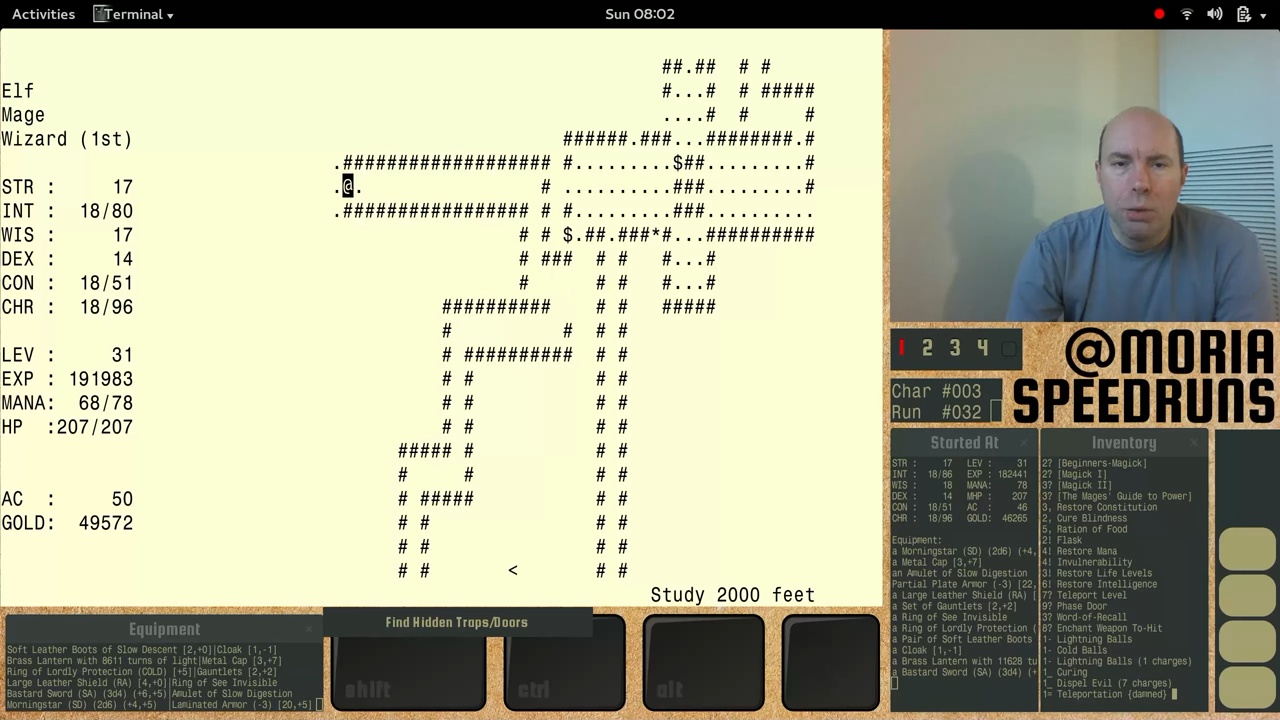 Activities Terminal Sun 08:02
##.## # #
Elf #...# # #####
Mage ....# # #
Wizard (1st) ######.###...########.#
.################### #.........$##.........#
STR : 17 .@. # .........###.........#
INT : 18/80 .################# # #.........###..........
WIS : 17 # # $.##.###*#...##########
DEX : 14 # ### # # #...#
CON : 18/51 # # # #...#
CHR : 18/96 ########## # # #####
# # # #
LEV : 31 # ########## # #
EXP : 191983 # # # #
MANA: 68/78 # # # #
HP :207/207 # # # #
##### # # #
# # # #
AC : 50 # ##### # #
GOLD: 49572 # # # #
# # # #
# # < # #
Study 2000 feet
1 2 3 4
Char #003
Run #032
@MORIA
SPEEDRUNS
Started At
STR : 17 LEV : 31
INT : 18/86 EXP : 182441
WIS : 18 MANA: 78
DEX : 14 MHP : 207
CON : 18/51 AC : 46
CHR : 18/96 GOLD: 46265
Equipment:
a Morningstar (SD) (2d6) (+4,
a Metal Cap [3,+7]
an Amulet of Slow Digestion
Partial Plate Armor (-3) [22,
a Large Leather Shield (RA) [
a Set of Gauntlets [2,+2]
a Ring of See Invisible
a Ring of Lordly Protection (
a Pair of Soft Leather Boots
a Cloak [1,-1]
a Brass Lantern with 11628 tu
a Bastard Sword (SA) (3d4) (+
Inventory
2? [Beginners-Magick]
2? [Magick I]
3? [Magick II]
3? [The Mages' Guide to Power]
3, Restore Constitution
2, Cure Blindness
5, Ration of Food
2! Flask
4! Restore Mana
4! Invulnerability
3! Restore Life Levels
6! Restore Intelligence
7? Teleport Level
9? Phase Door
3? Word-of-Recall
8? Enchant Weapon To-Hit
1- Lightning Balls
1- Cold Balls
1- Lightning Balls (1 charges)
1_ Curing
1_ Dispel Evil (7 charges)
1= Teleportation {damned}
Equipment
Soft Leather Boots of Slow Descent [2,+0]|Cloak [1,-1]
Brass Lantern with 8611 turns of light|Metal Cap [3,+7]
Ring of Lordly Protection (COLD) [+5]|Gauntlets [2,+2]
Large Leather Shield (RA) [4,+0]|Ring of See Invisible
Bastard Sword (SA) (3d4) (+6,+5) |Amulet of Slow Digestion
Morningstar (SD) (2d6) (+4,+5) |Laminated Armor (-3) [20,+5]
Find Hidden Traps/Doors
shift ctrl alt